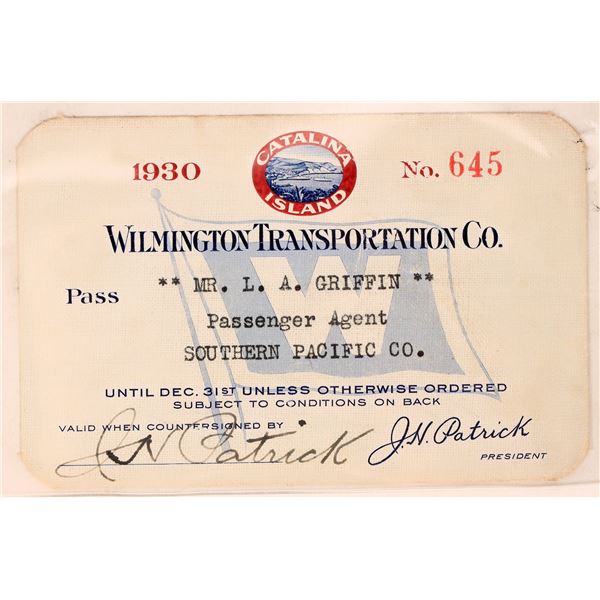 1930
CATALINA ISLAND
No. 645
WILMINGTON TRANSPORTATION CO.
Pass ** MR. L. A. GRIFFIN **
Passenger Agent
SOUTHERN PACIFIC CO.
UNTIL DEC. 31ST UNLESS OTHERWISE ORDERED
SUBJECT TO CONDITIONS ON BACK
VALID WHEN COUNTERSIGNED BY
J N Patrick
J.H. Patrick
PRESIDENT
W